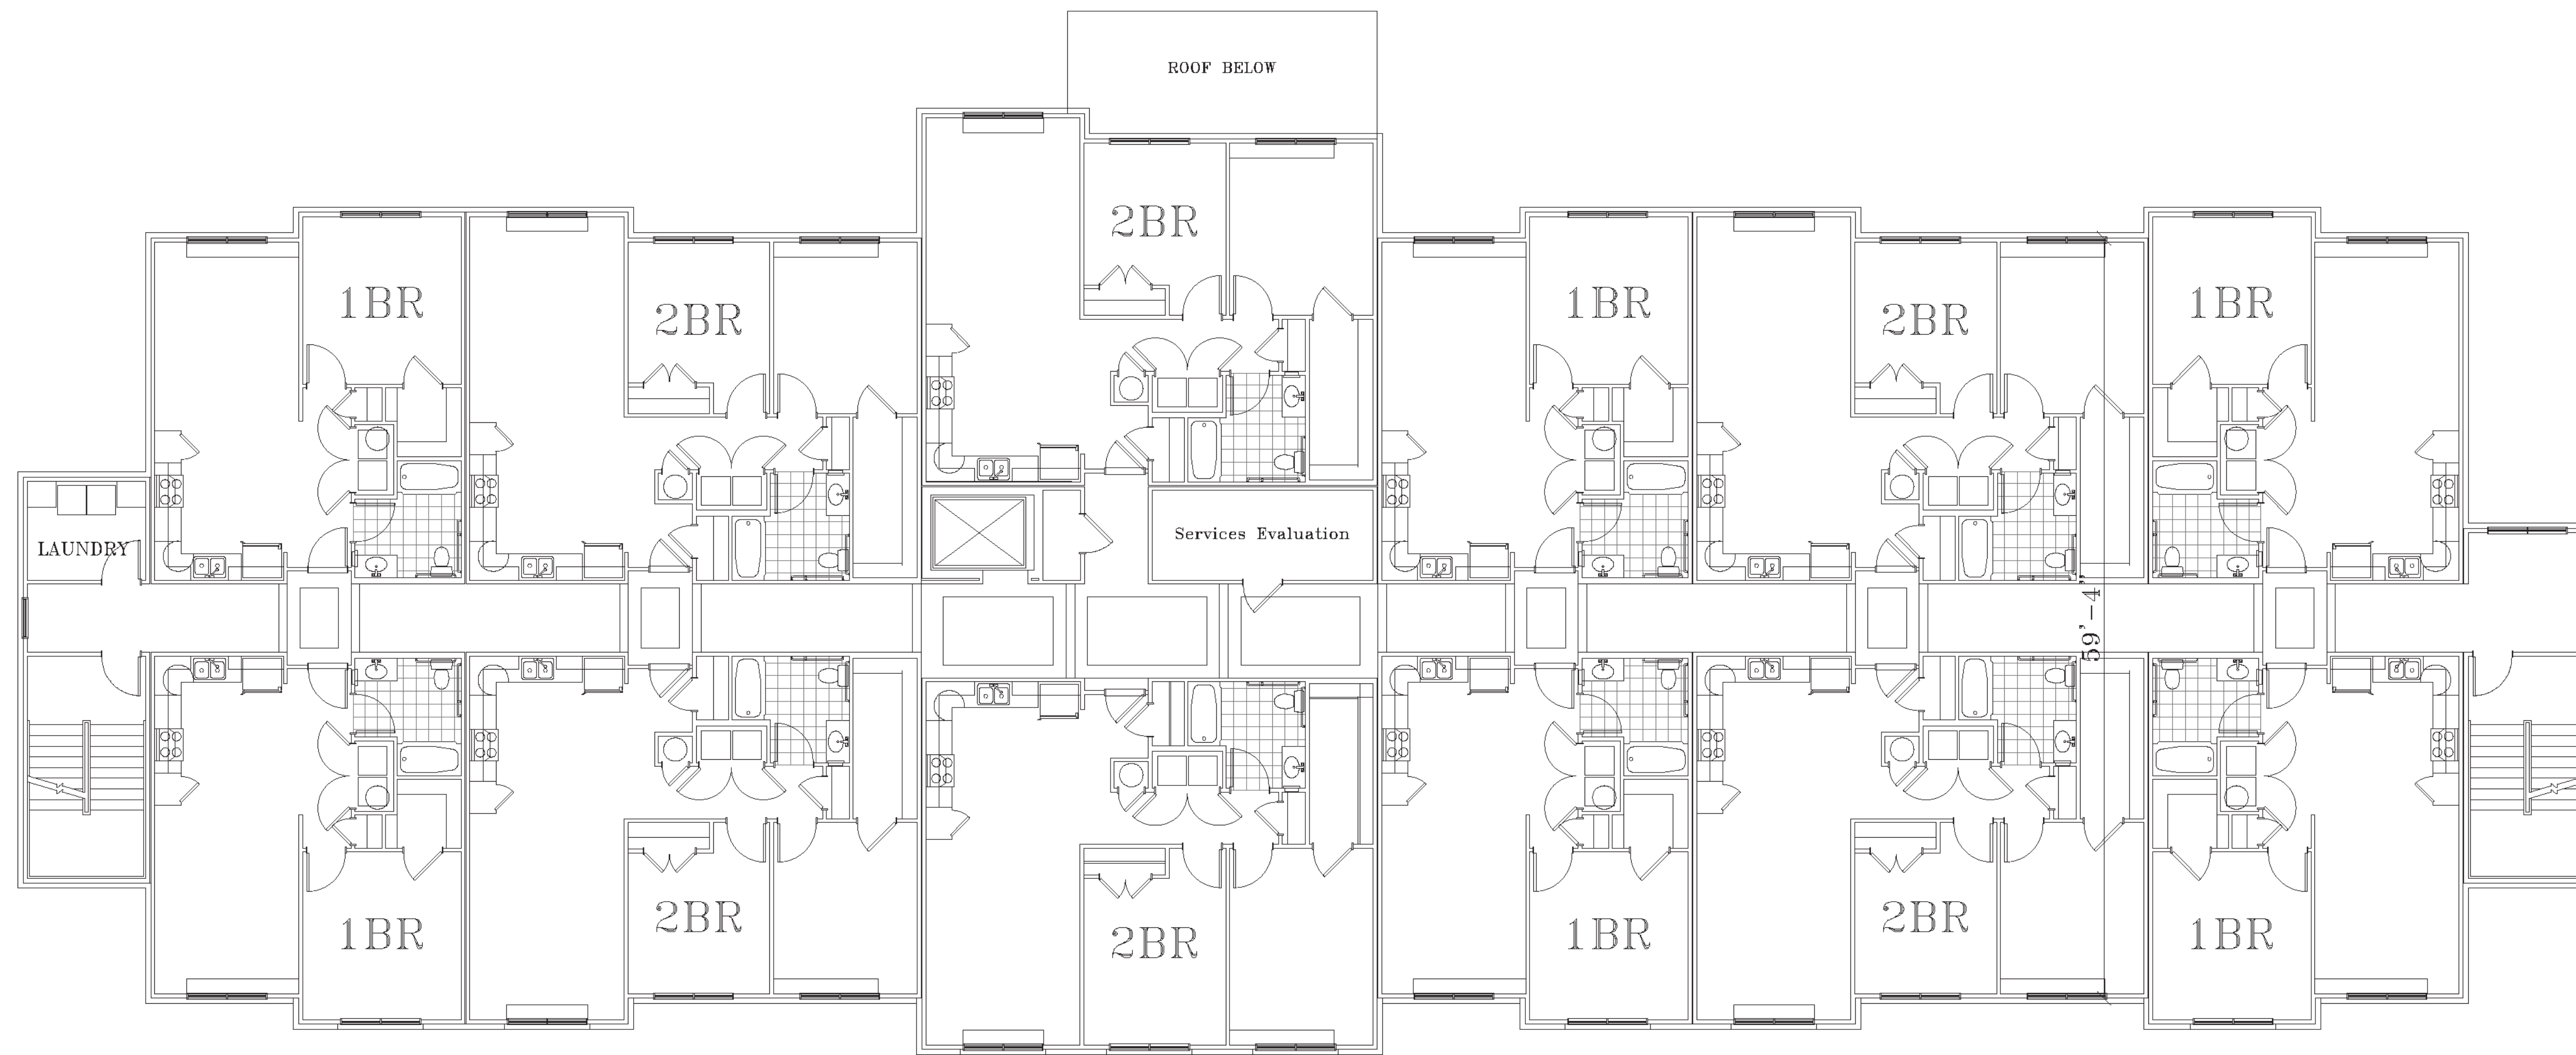 ROOF BELOW
2BR
1BR
2BR
1BR
2BR
1BR
LAUNDRY
Services Evaluation
59'-4"
1BR
2BR
2BR
1BR
2BR
1BR